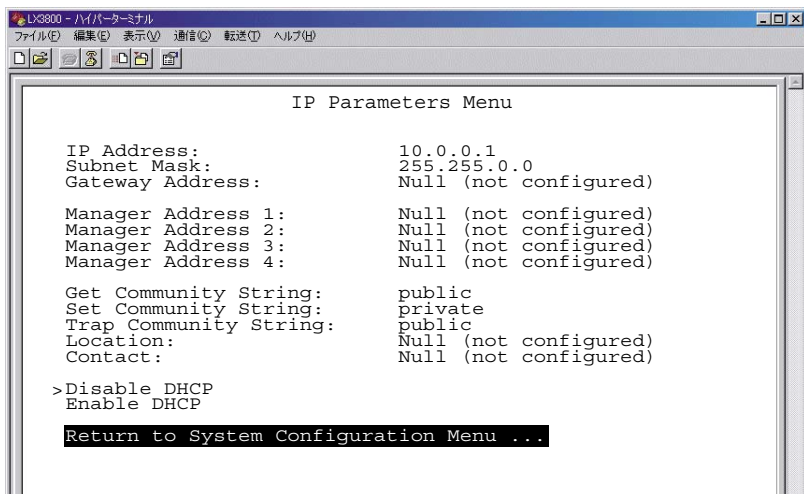 LX3800 - ハイパーターミナル
ファイル(F) 編集(E) 表示(V) 通信(C) 転送(T) ヘルプ(H)
IP Parameters Menu
IP Address: 10.0.0.1
Subnet Mask: 255.255.0.0
Gateway Address: Null (not configured)
Manager Address 1: Null (not configured)
Manager Address 2: Null (not configured)
Manager Address 3: Null (not configured)
Manager Address 4: Null (not configured)
Get Community String: public
Set Community String: private
Trap Community String: public
Location: Null (not configured)
Contact: Null (not configured)
>Disable DHCP
Enable DHCP
Return to System Configuration Menu ...